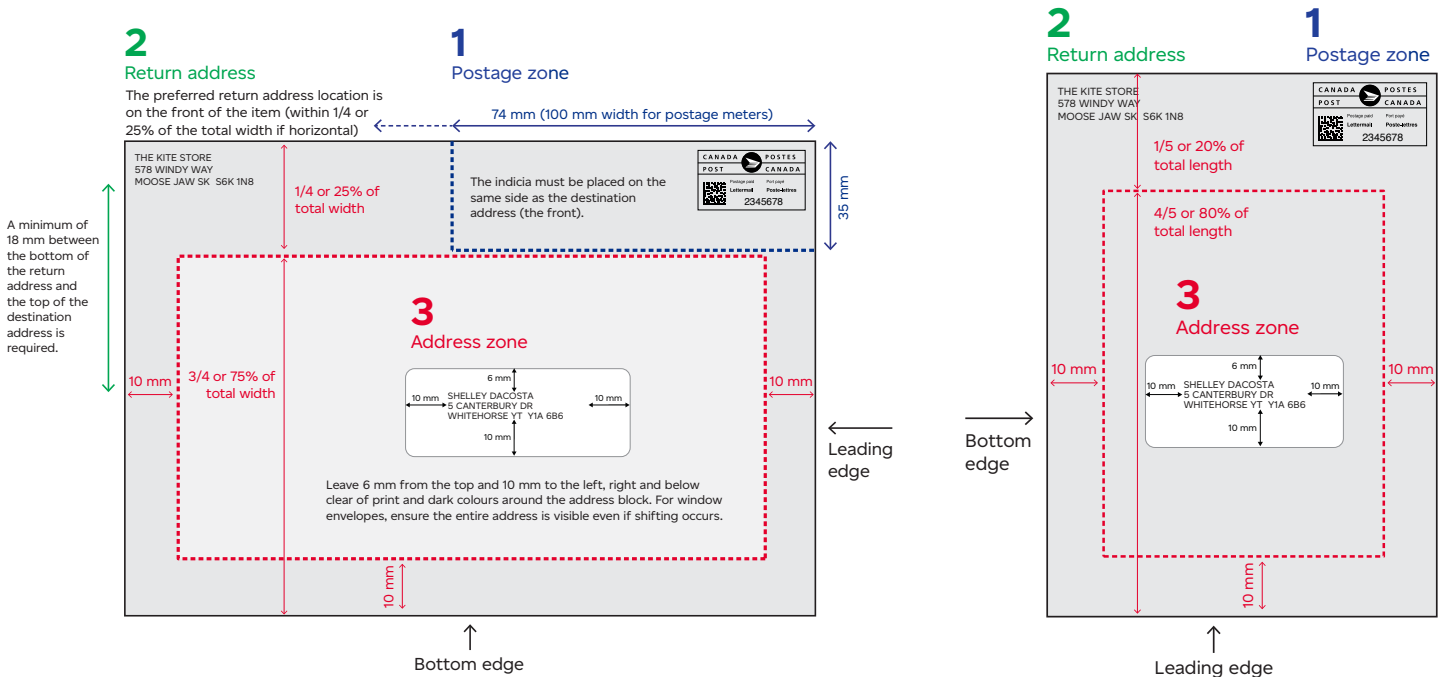 2
Return address
The preferred return address location is
on the front of the item (within 1/4 or
25% of the total width if horizontal)
1
Postage zone
74 mm (100 mm width for postage meters)
THE KITE STORE
578 WINDY WAY
MOOSE JAW SK  S6K 1N8
1/4 or 25% of
total width
The indicia must be placed on the
same side as the destination
address (the front).
CANADA POSTES
POST CANADA
Postage paid Port payé
Lettermail Poste-lettres
2345678
35 mm
A minimum of
18 mm between
the bottom of
the return
address and
the top of the
destination
address is
required.
3
Address zone
10 mm
3/4 or 75% of
total width
10 mm
6 mm
10 mm
SHELLEY DACOSTA
5 CANTERBURY DR
WHITEHORSE YT  Y1A 6B6
10 mm
10 mm
Leave 6 mm from the top and 10 mm to the left, right and below
clear of print and dark colours around the address block. For window
envelopes, ensure the entire address is visible even if shifting occurs.
10 mm
Leading
edge
Bottom edge
2
Return address
1
Postage zone
THE KITE STORE
578 WINDY WAY
MOOSE JAW SK  S6K 1N8
CANADA POSTES
POST CANADA
Postage paid Port payé
Lettermail Poste-lettres
2345678
1/5 or 20% of
total length
4/5 or 80% of
total length
3
Address zone
10 mm
10 mm
6 mm
10 mm
SHELLEY DACOSTA
5 CANTERBURY DR
WHITEHORSE YT  Y1A 6B6
10 mm
10 mm
10 mm
Bottom
edge
Leading edge